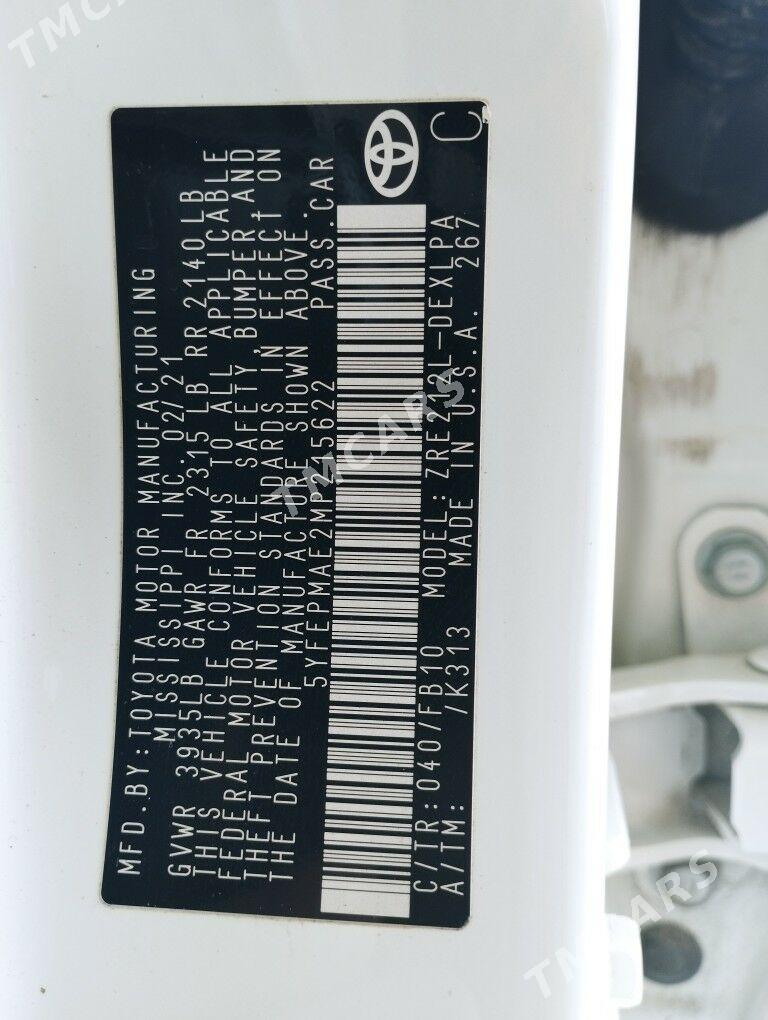 MFD.BY:TOYOTA MOTOR MANUFACTURING
MISSISSIPPI INC. 02/21
GVWR 3935LB GAWR FR 2315 LB RR 2140LB
THIS VEHICLE CONFORMS TO ALL APPLICABLE
FEDERAL MOTOR VEHICLE SAFETY, BUMPER, AND
THEFT PREVENTION STANDARDS IN EFFECT ON
THE DATE OF MANUFACTURE SHOWN ABOVE.
5YFEPMAE2MP215622 PASS.CAR
C/TR:040/FB10 MODEL:ZRE212L-DEXLPA
A/TM: /K313 MADE IN U.S.A. 267
C
TMCARS
TMCARS
TMCARS